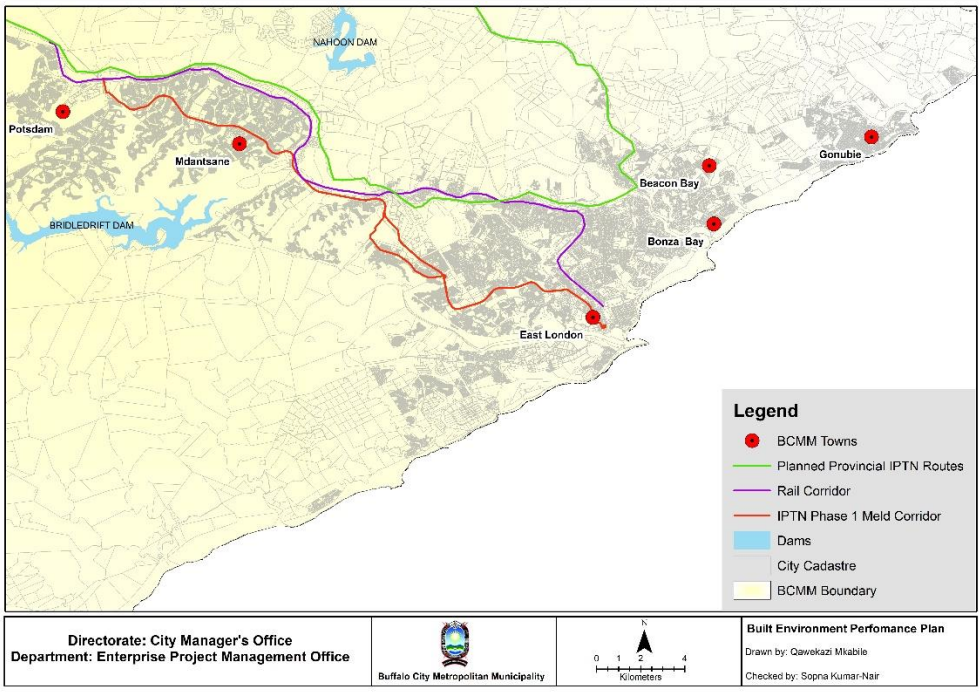 NAHOON DAM
Potsdam
Mdantsane
Gonubie
Beacon Bay
BRIDLEDRIFT DAM
Bonza Bay
East London
Legend
BCMM Towns
Planned Provincial IPTN Routes
Rail Corridor
IPTN Phase 1 Meld Corridor
Dams
City Cadastre
BCMM Boundary
Directorate: City Manager's Office
Department: Enterprise Project Management Office
Buffalo City Metropolitan Municipality
N
0 1 2 4
Kilometers
Built Environment Perfomance Plan
Drawn by: Qawekazi Mkabile
Checked by: Sopna Kumar-Nair